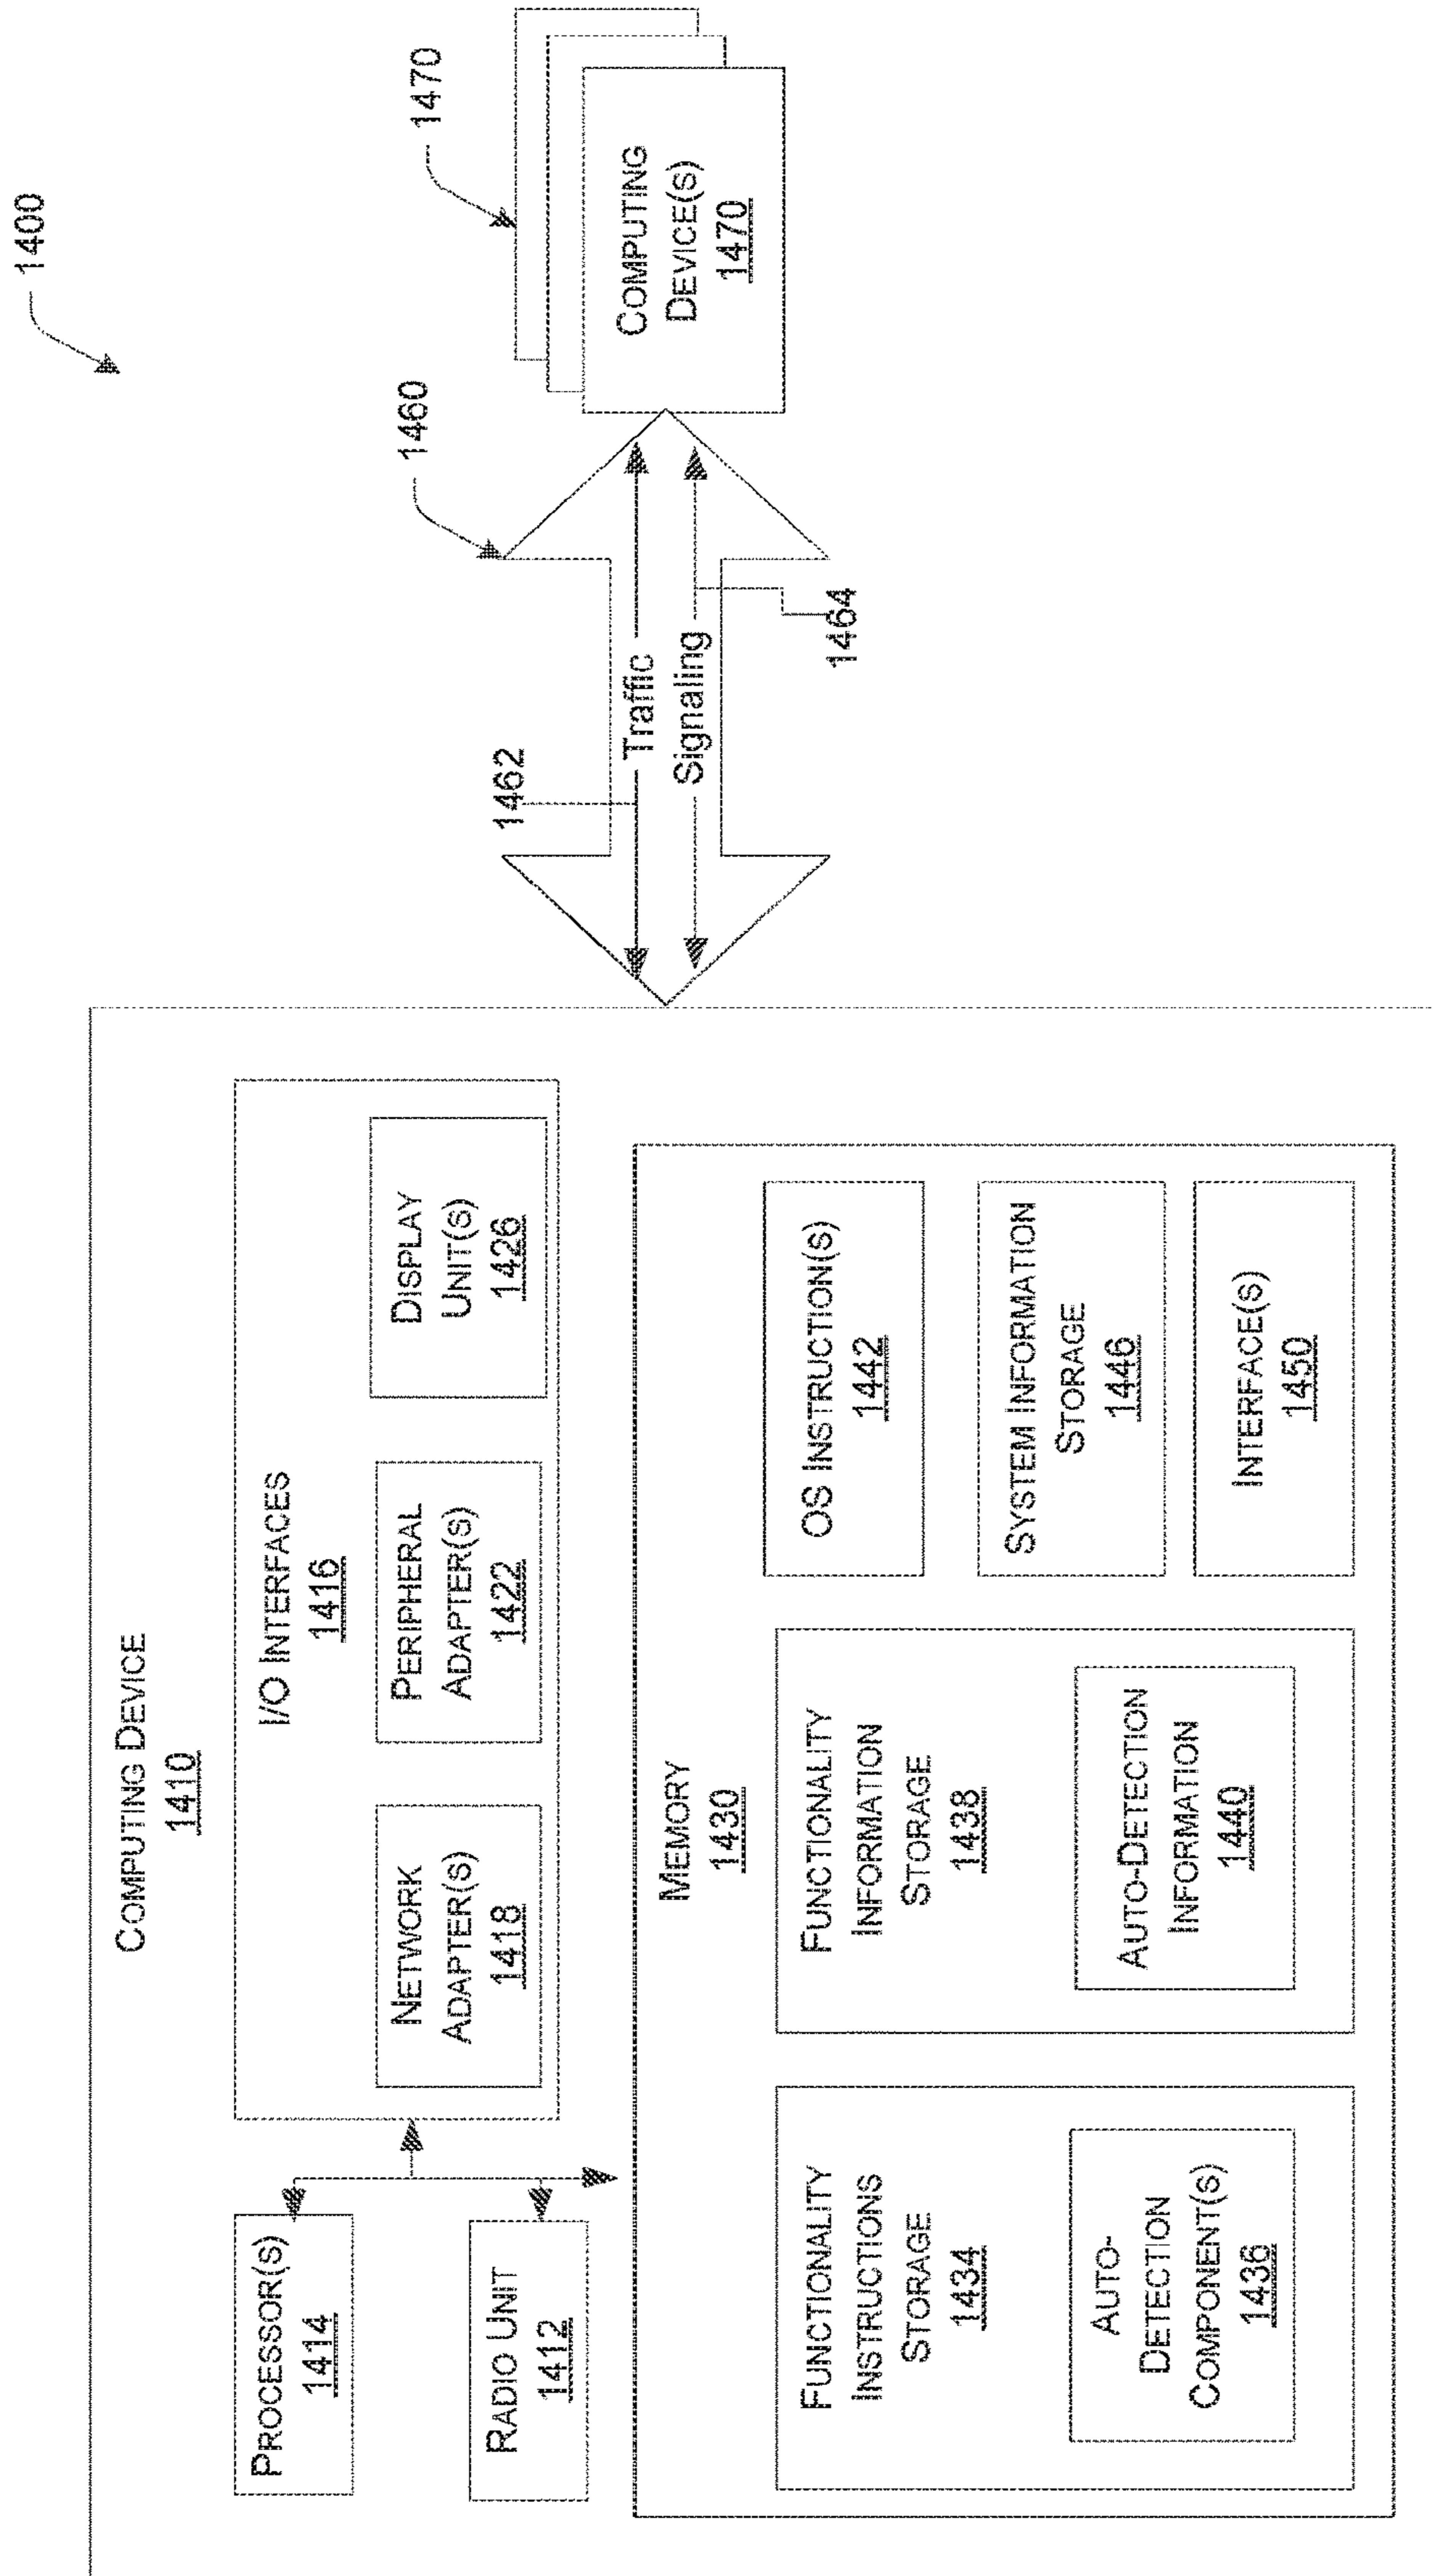 1400
COMPUTING DEVICE
1410
PROCESSOR(S)
1414
RADIO UNIT
1412
I/O INTERFACES
1416
NETWORK
ADAPTER(S)
1418
PERIPHERAL
ADAPTER(S)
1422
DISPLAY
UNIT(S)
1426
MEMORY
1430
FUNCTIONALITY
INSTRUCTIONS
STORAGE
1434
AUTO-
DETECTION
COMPONENT(S)
1436
FUNCTIONALITY
INFORMATION
STORAGE
1438
AUTO-DETECTION
INFORMATION
1440
OS INSTRUCTION(S)
1442
SYSTEM INFORMATION
STORAGE
1446
INTERFACE(S)
1450
1460
1462
Traffic
Signaling
1464
1470
COMPUTING
DEVICE(S)
1470